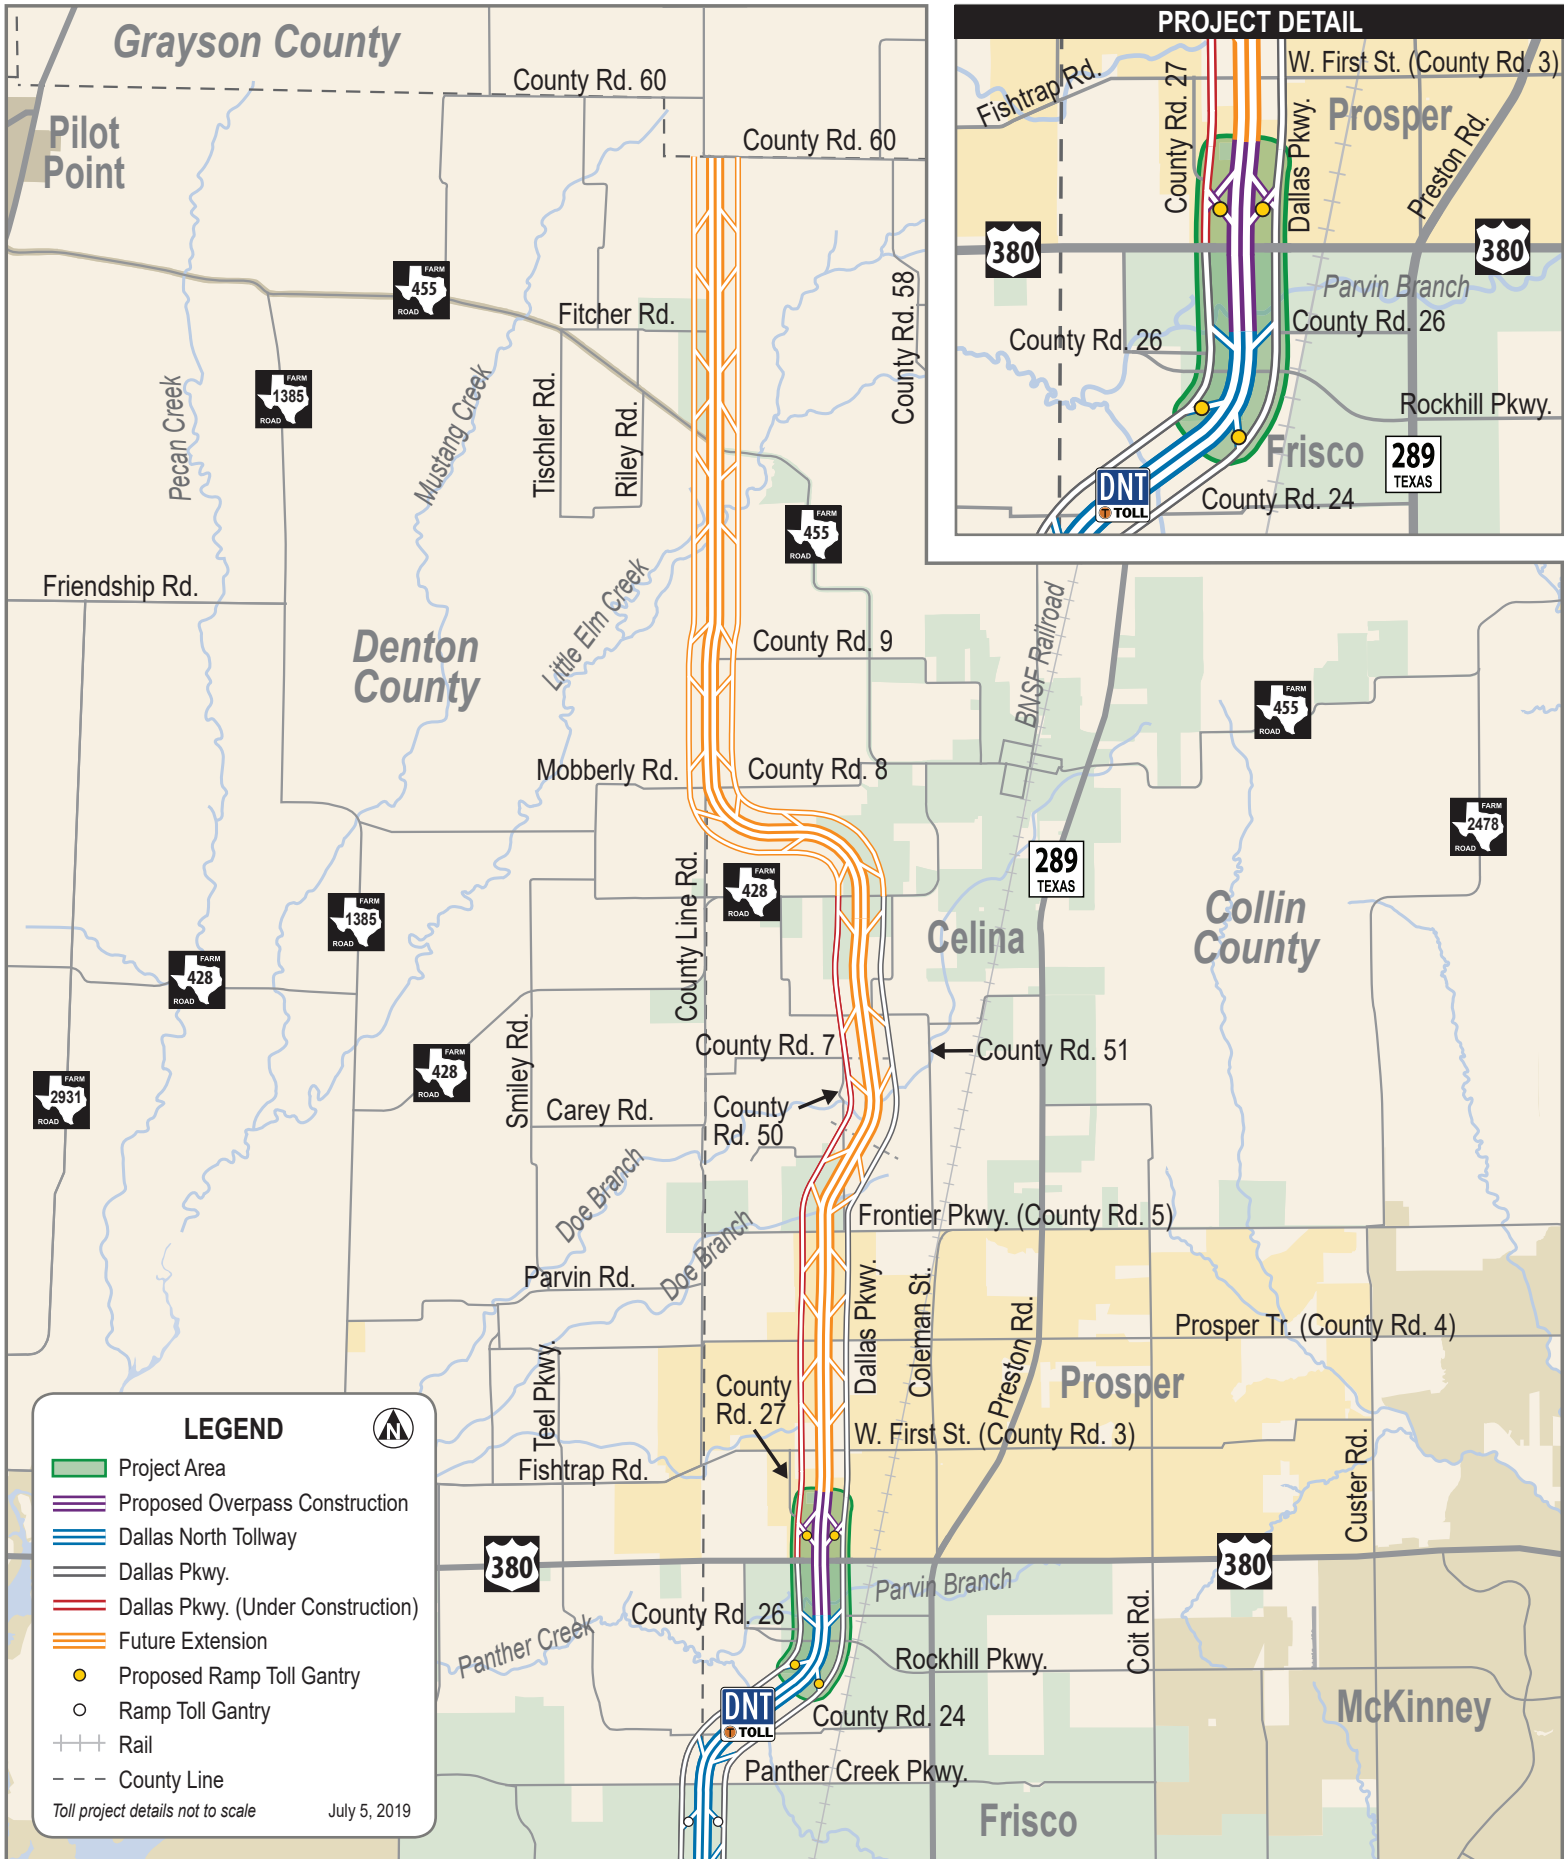 Grayson County
County Rd. 60
County Rd. 60
Pilot
Point
FARM
455
ROAD
Fitcher Rd.
County Rd. 58
FARM
1385
ROAD
Pecan Creek
Mustang Creek
Tischler Rd.
Riley Rd.
FARM
455
ROAD
Friendship Rd.
Little Elm Creek
Denton
County
County Rd. 9
BNSF Railroad
FARM
455
ROAD
Mobberly Rd.
County Rd. 8
FARM
2478
ROAD
289
TEXAS
County Line Rd.
FARM
428
ROAD
FARM
1385
ROAD
Celina
Collin
County
FARM
428
ROAD
Smiley Rd.
County Rd. 7
County Rd. 51
FARM
428
ROAD
FARM
2931
ROAD
Carey Rd.
County
Rd. 50
Doe Branch
Doe Branch
Frontier Pkwy. (County Rd. 5)
Parvin Rd.
Dallas Pkwy.
Coleman St.
Preston Rd.
Prosper Tr. (County Rd. 4)
Teel Pkwy.
County
Rd. 27
Prosper
W. First St. (County Rd. 3)
Fishtrap Rd.
Custer Rd.
380
380
Parvin Branch
County Rd. 26
Panther Creek
Coit Rd.
Rockhill Pkwy.
DNT
T TOLL
County Rd. 24
McKinney
Panther Creek Pkwy.
Frisco
PROJECT DETAIL
W. First St. (County Rd. 3)
Fishtrap Rd.
County Rd. 27
Dallas Pkwy.
Prosper
Preston Rd.
380
380
Parvin Branch
County Rd. 26
County Rd. 26
Rockhill Pkwy.
Frisco
289
TEXAS
DNT
T TOLL
County Rd. 24
LEGEND
N
Project Area
Proposed Overpass Construction
Dallas North Tollway
Dallas Pkwy.
Dallas Pkwy. (Under Construction)
Future Extension
Proposed Ramp Toll Gantry
Ramp Toll Gantry
Rail
County Line
Toll project details not to scale
July 5, 2019